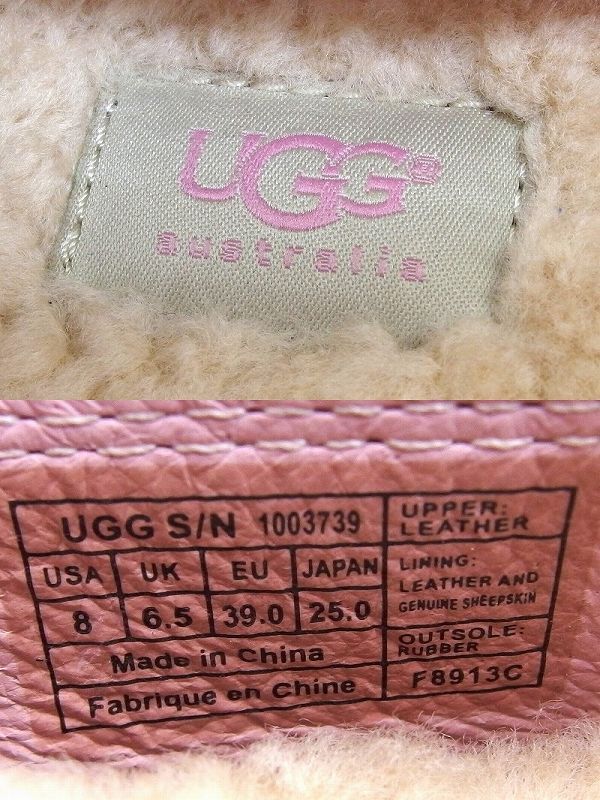 UGG®
australia
UGG S/N 1003739
UPPER:
LEATHER
USA UK EU JAPAN
8 6.5 39.0 25.0
LINING:
LEATHER AND
GENUINE SHEEPSKIN
Made in China
OUTSOLE:
RUBBER
Fabrique en Chine
F8913C